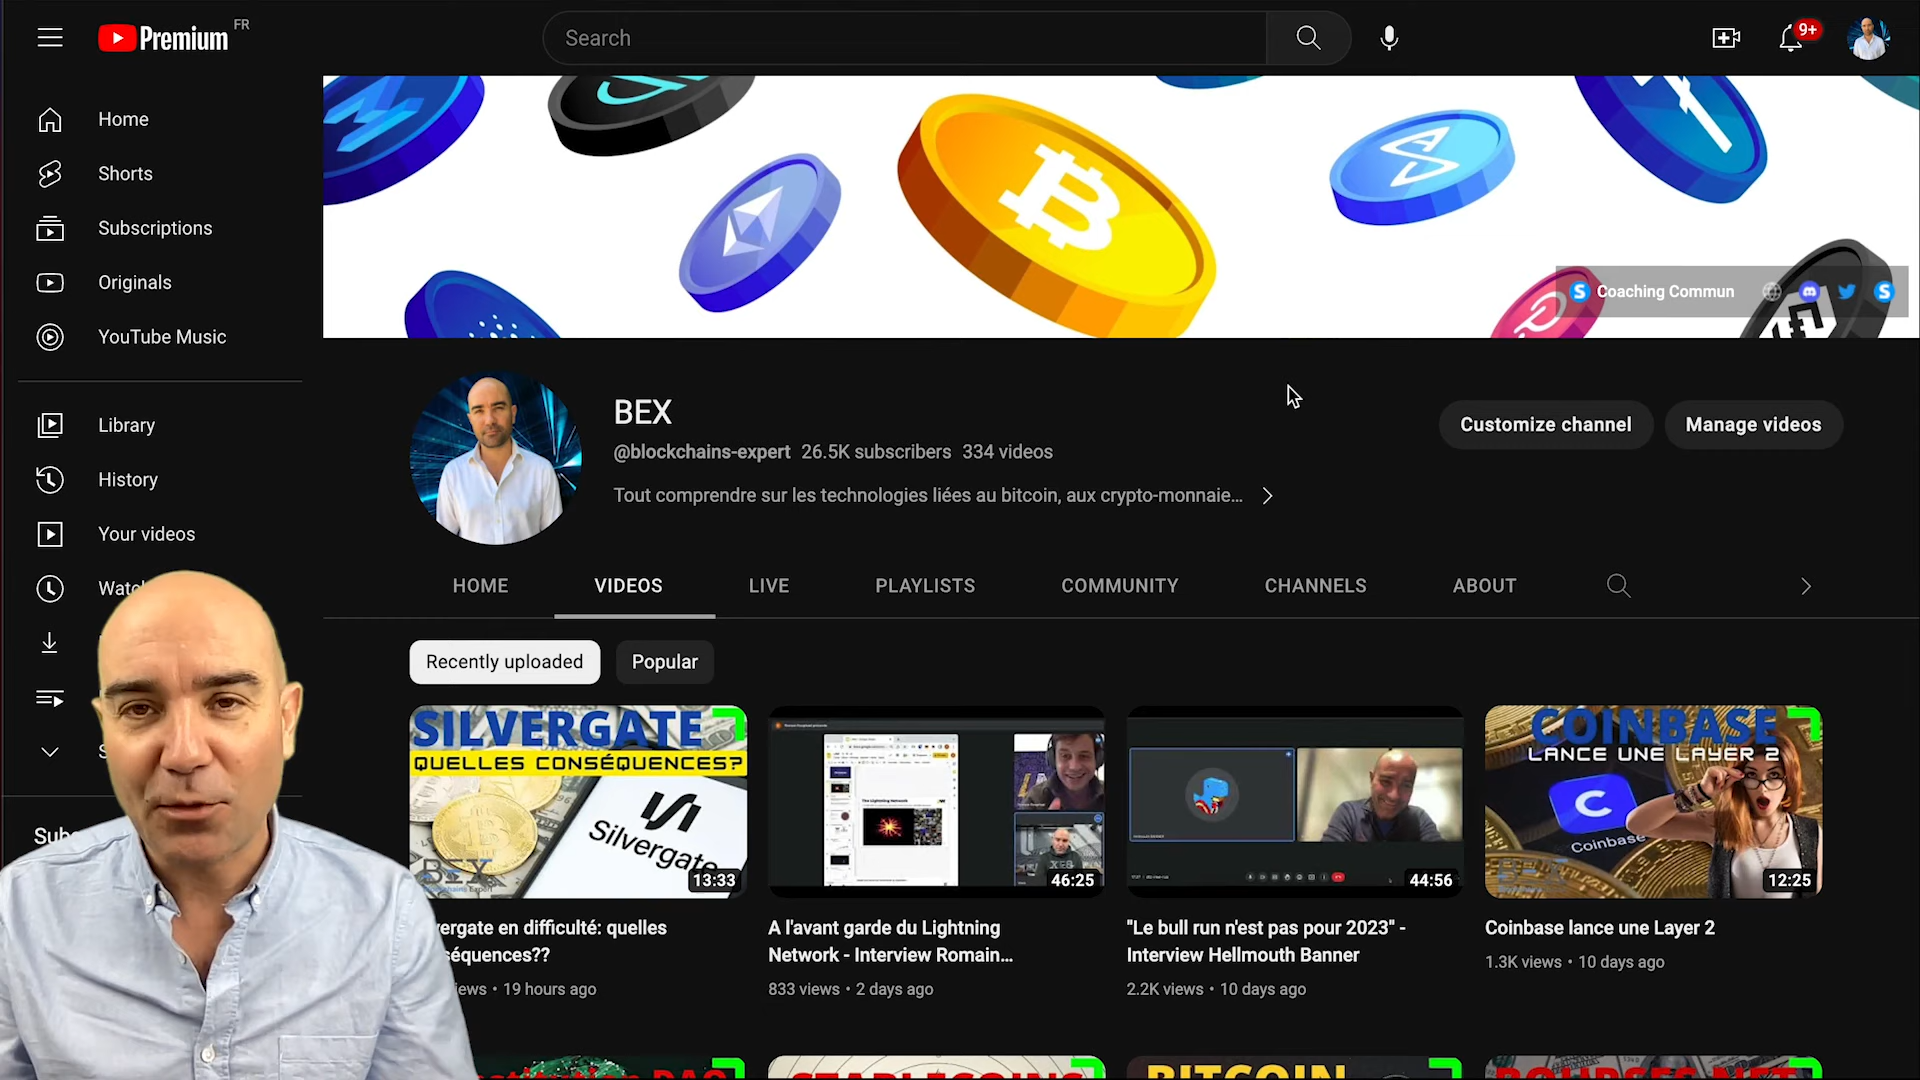 Premium FR
Search
9+
Home
Shorts
Subscriptions
Originals
YouTube Music
Library
History
Your videos
Coaching Commun
BEX
@blockchains-expert 26.5K subscribers 334 videos
Tout comprendre sur les technologies liées au bitcoin, aux crypto-monnaie...
Customize channel
Manage videos
HOME
VIDEOS
LIVE
PLAYLISTS
COMMUNITY
CHANNELS
ABOUT
Recently uploaded
Popular
SILVERGATE
QUELLES CONSÉQUENCES?
Silvergate
BEX
13:33
vergate en difficulté: quelles
séquences??
iews • 19 hours ago
The Lightning Network
46:25
A l'avant garde du Lightning
Network - Interview Romain...
833 views • 2 days ago
44:56
"Le bull run n'est pas pour 2023" -
Interview Hellmouth Banner
2.2K views • 10 days ago
COINBASE
LANCE UNE LAYER 2
Coinbase
12:25
Coinbase lance une Layer 2
1.3K views • 10 days ago
STABLECOINS
BITCOIN